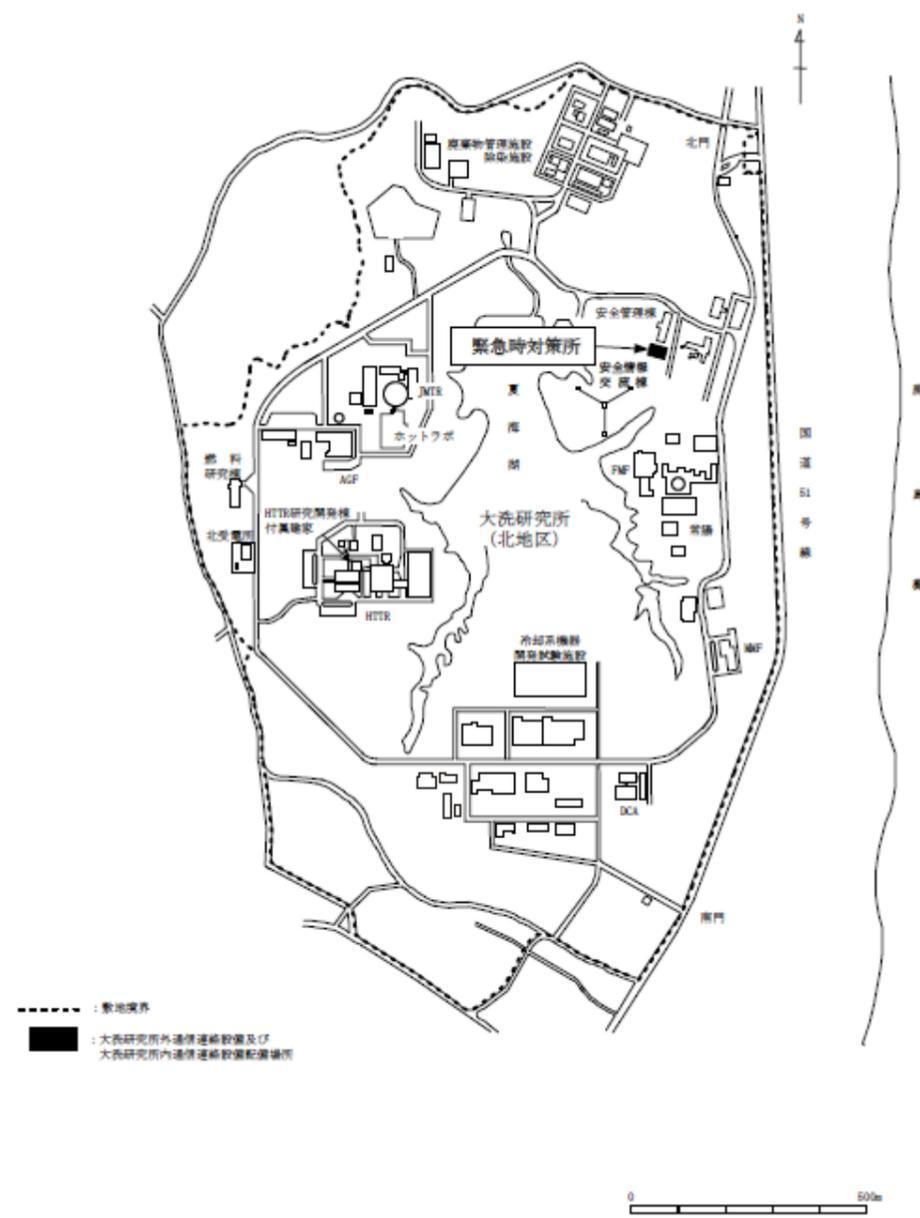 N
北門
廃棄物管理施設
除染施設
安全管理棟
緊急時対策所
安全情報
交流棟
夏海湖
JMTR
ホットラボ
AGF
燃料
研究棟
FMF
国道51号線
HTTR研究開発棟
付属建家
大洗研究所
(北地区)
常陽
北受電所
HTTR
冷却系機器
開発試験施設
MMF
DCA
南門
:敷地境界
:大洗研究所外通信連絡設備及び
大洗研究所内通信連絡設備配備場所
0 500m